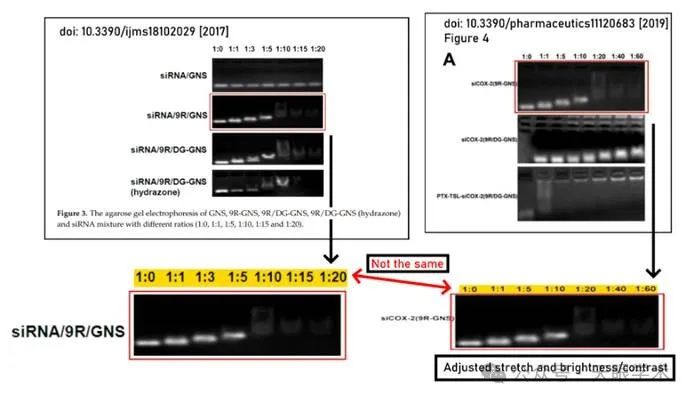 doi: 10.3390/ijms18102029 [2017]
1:0 1:1 1:3 1:5 1:10 1:15 1:20
siRNA/GNS
siRNA/9R/GNS
siRNA/9R/DG-GNS
siRNA/9R/DG-GNS
(hydrazone)
Figure 3. The agarose gel electrophoresis of GNS, 9R-GNS, 9R/DG-GNS, 9R/DG-GNS (hydrazone)
and siRNA mixture with different ratios (1:0, 1:1, 1:5, 1:10, 1:15 and 1:20).
doi: 10.3390/pharmaceutics11120683 [2019]
Figure 4
A
1:0 1:1 1:5 1:10 1:20 1:40 1:60
siCOX-2(9R-GNS)
siCOX-2(9R/DG-GNS)
PTX-TSL-siCOX-2(9R/DG-GNS)
Not the same
1:0 1:1 1:3 1:5 1:10 1:15 1:20
siRNA/9R/GNS
1:0 1:1 1:5 1:10 1:20 1:40 1:60
siCOX-2(9R-GNS)
Adjusted stretch and brightness/contrast